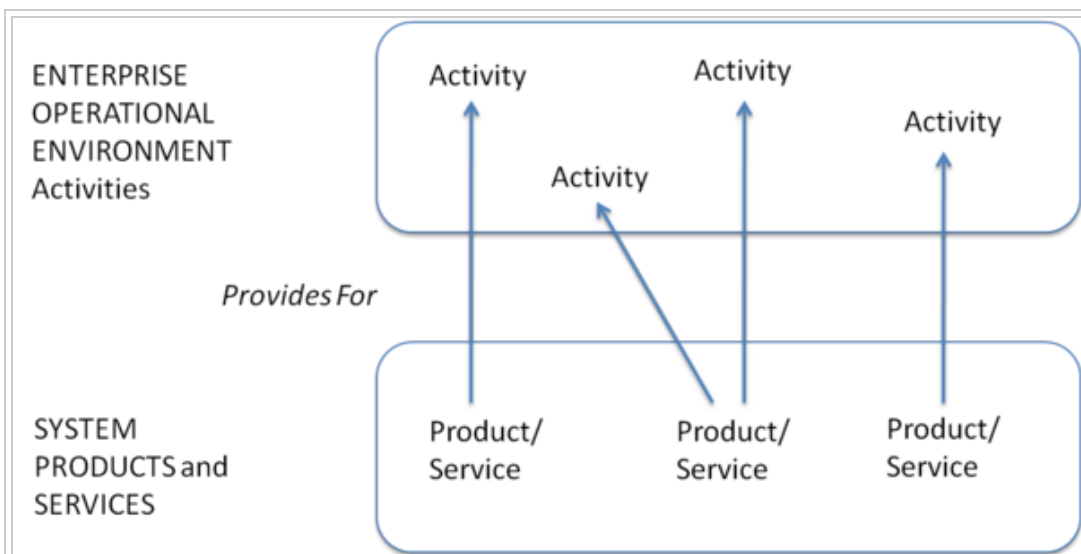 ENTERPRISE
OPERATIONAL
ENVIRONMENT
Activities
Activity
Activity
Activity
Activity
Provides For
SYSTEM
PRODUCTS and
SERVICES
Product/
Service
Product/
Service
Product/
Service